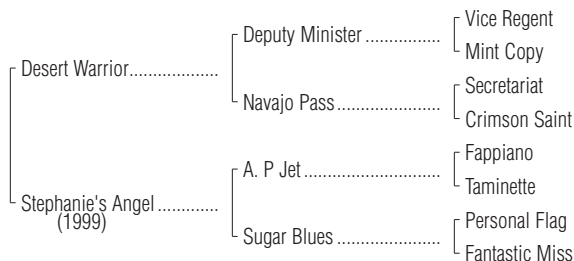 Vice Regent
Deputy Minister ..................
Mint Copy
Desert Warrior.....................
Secretariat
Navajo Pass .........................
Crimson Saint
Fappiano
A. P Jet .................................
Taminette
Stephanie's Angel ..............
(1999)
Personal Flag
Sugar Blues .........................
Fantastic Miss